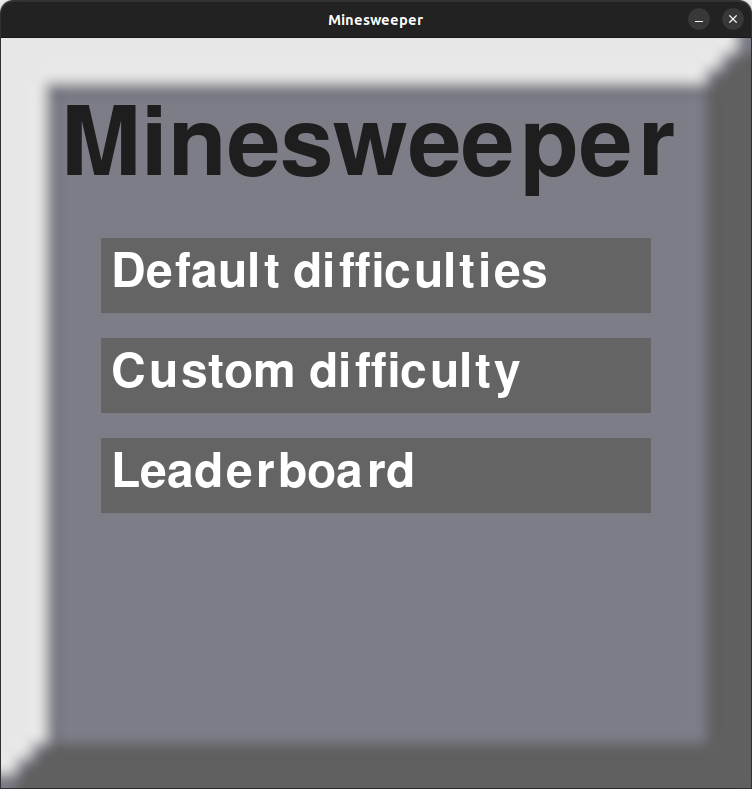 Minesweeper
Minesweeper
Default difficulties
Custom difficulty
Leaderboard